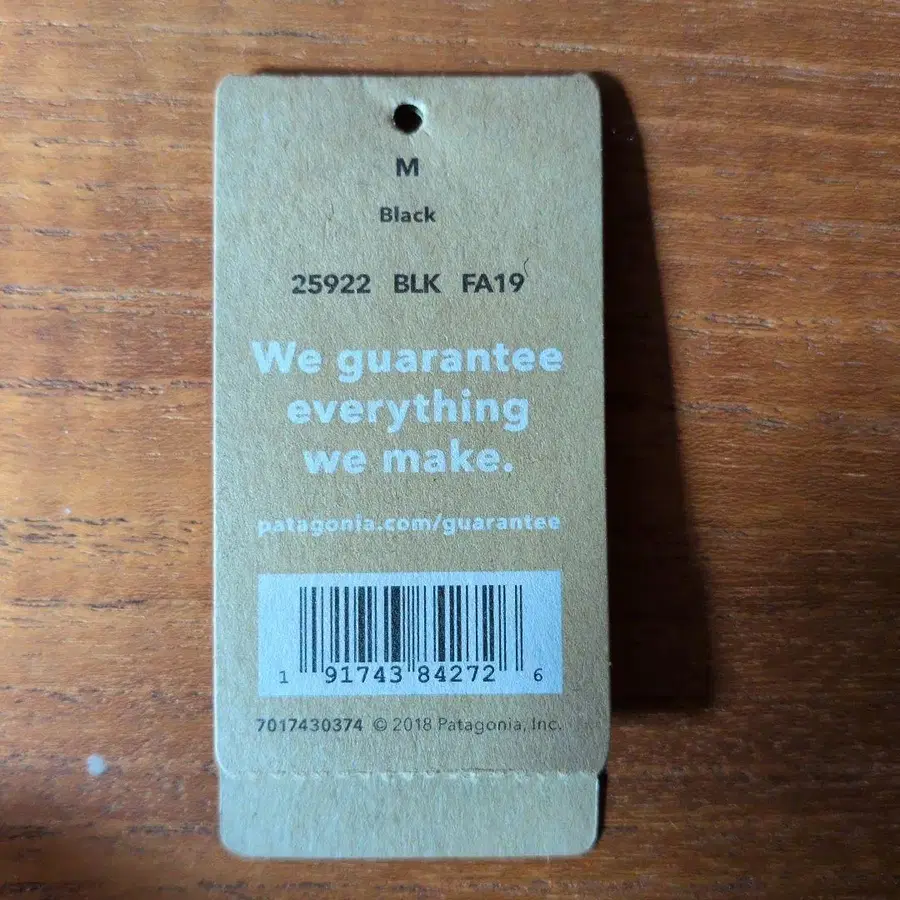 M
Black
25922 BLK FA19
We guarantee
everything
we make.
patagonia.com/guarantee
1 91743 84272 6
7017430374 © 2018 Patagonia, Inc.